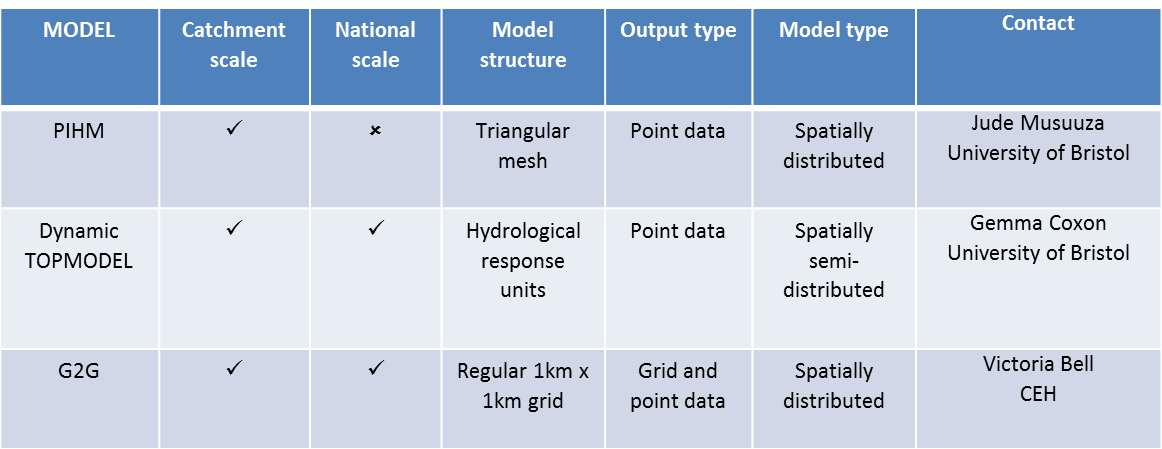 MODEL
Catchment scale
National scale
Model structure
Output type
Model type
Contact
PIHM
✓
×
Triangular mesh
Point data
Spatially distributed
Jude Musuuza
University of Bristol
Dynamic TOPMODEL
✓
✓
Hydrological response units
Point data
Spatially semi-distributed
Gemma Coxon
University of Bristol
G2G
✓
✓
Regular 1km x 1km grid
Grid and point data
Spatially distributed
Victoria Bell
CEH